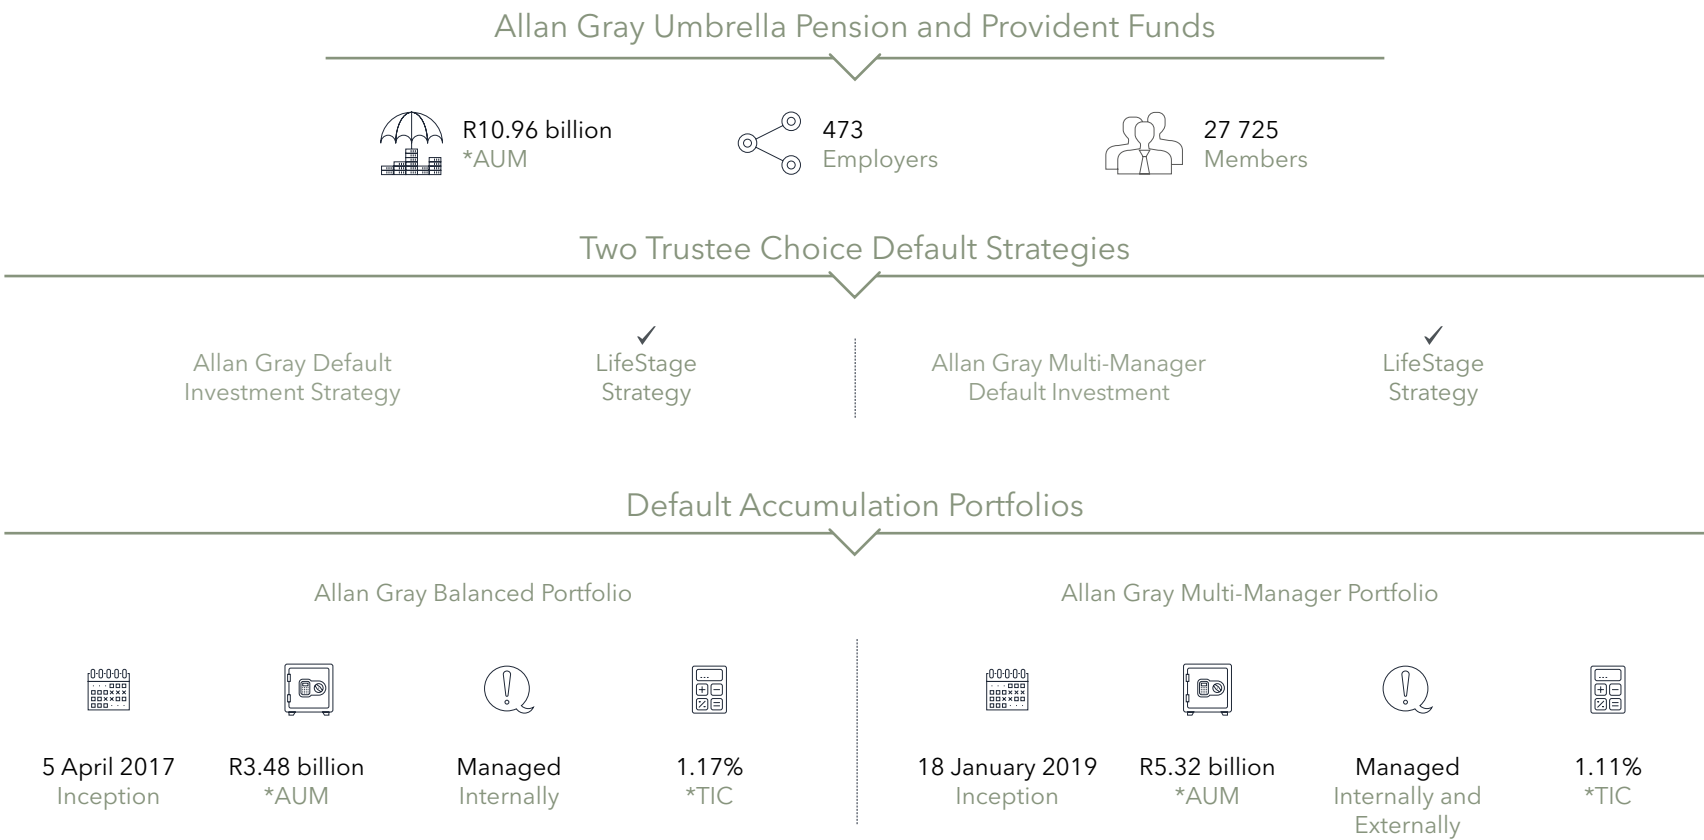 Allan Gray Umbrella Pension and Provident Funds
R10.96 billion
*AUM
473
Employers
27 725
Members
Two Trustee Choice Default Strategies
Allan Gray Default
Investment Strategy
LifeStage
Strategy
Allan Gray Multi-Manager
Default Investment
LifeStage
Strategy
Default Accumulation Portfolios
Allan Gray Balanced Portfolio
5 April 2017
Inception
R3.48 billion
*AUM
Managed
Internally
1.17%
*TIC
Allan Gray Multi-Manager Portfolio
18 January 2019
Inception
R5.32 billion
*AUM
Managed
Internally and
Externally
1.11%
*TIC